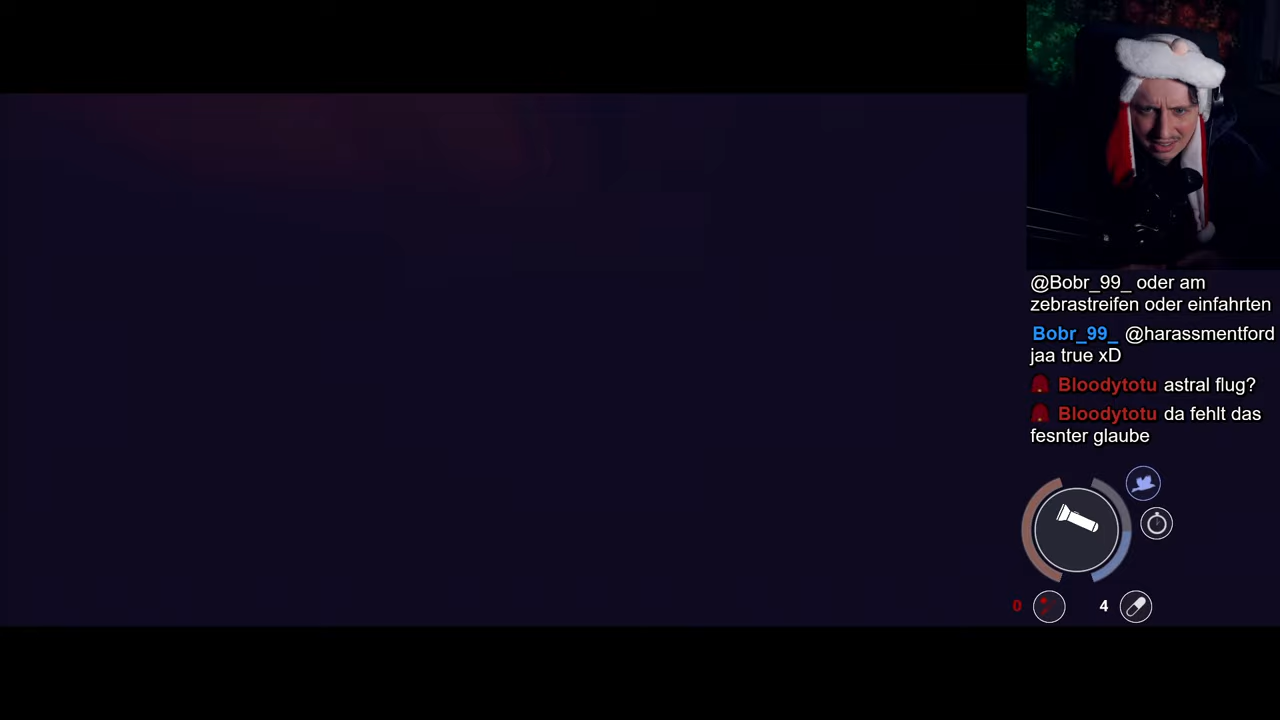 @Bobr_99_ oder am
zebrastreifen oder einfahrten
Bobr_99_ @harassmentford
jaa true xD
Bloodytotu astral flug?
Bloodytotu da fehlt das
fesnter glaube
0
4